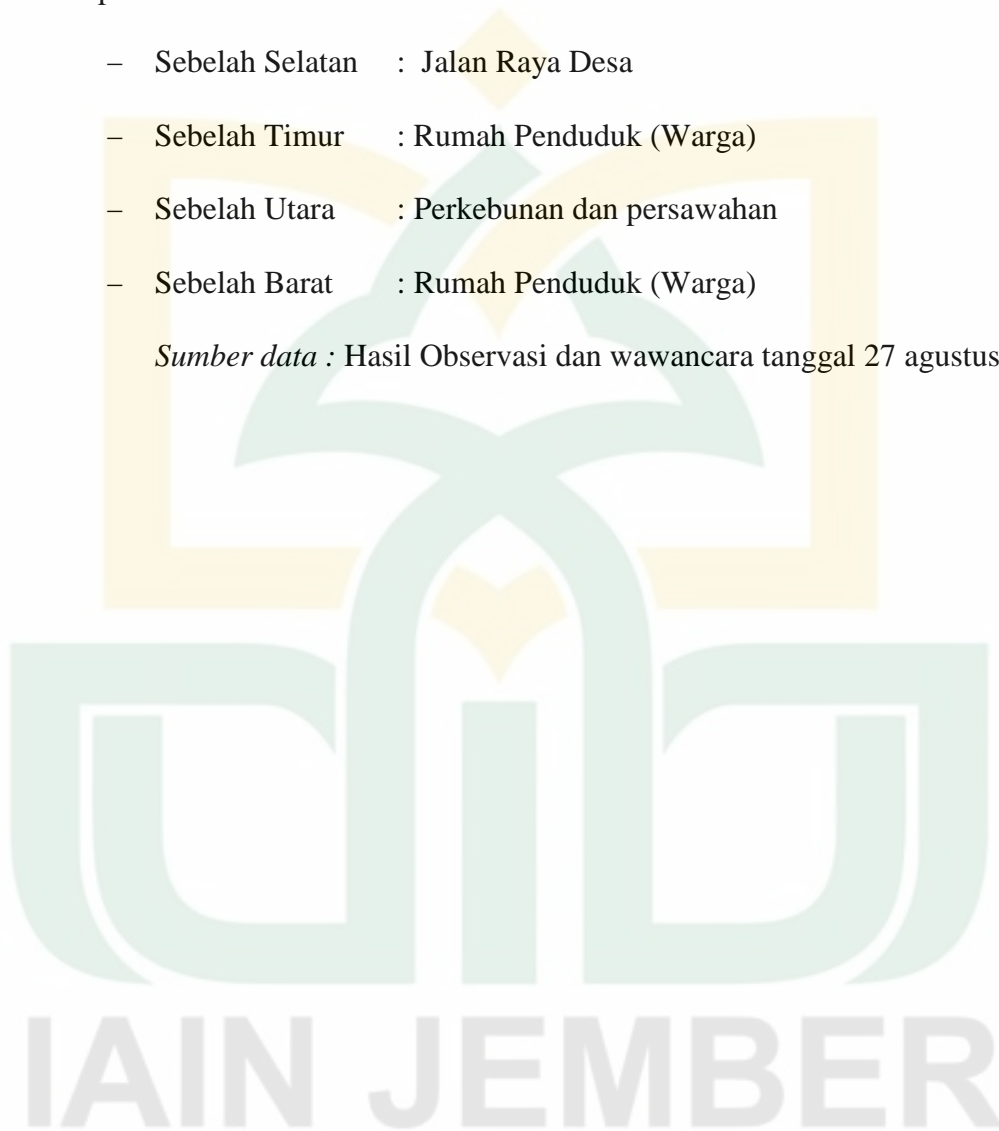 – Sebelah Selatan : Jalan Raya Desa
– Sebelah Timur : Rumah Penduduk (Warga)
– Sebelah Utara : Perkebunan dan persawahan
– Sebelah Barat : Rumah Penduduk (Warga)
Sumber data : Hasil Observasi dan wawancara tanggal 27 agustus
IAIN JEMBER